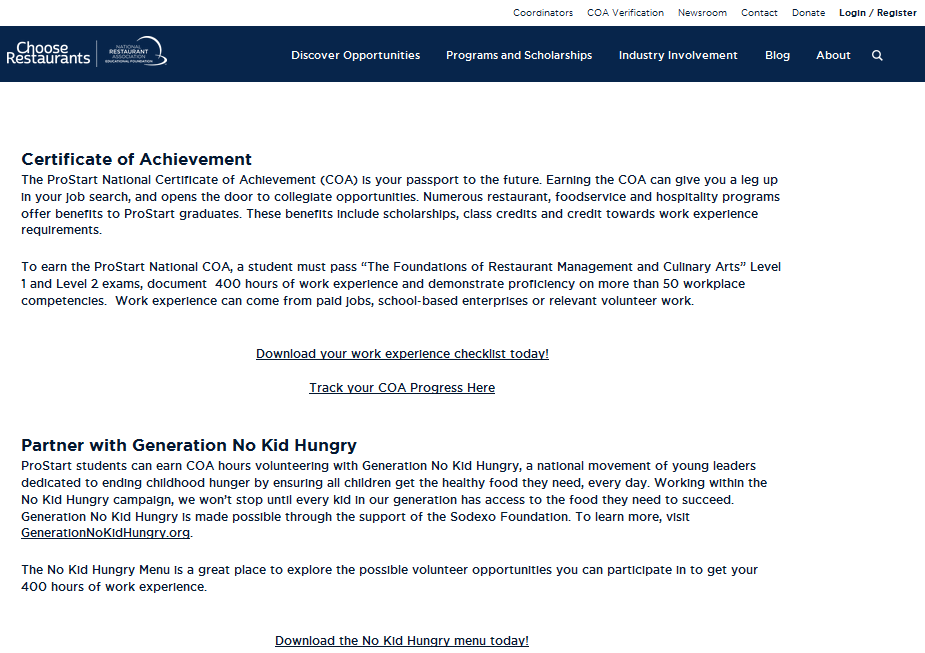 Coordinators COA Verification Newsroom Contact Donate Login / Register
Choose Restaurants
NATIONAL RESTAURANT ASSOCIATION EDUCATIONAL FOUNDATION
Discover Opportunities Programs and Scholarships Industry Involvement Blog About
Certificate of Achievement
The ProStart National Certificate of Achievement (COA) is your passport to the future. Earning the COA can give you a leg up
in your job search, and opens the door to collegiate opportunities. Numerous restaurant, foodservice and hospitality programs
offer benefits to ProStart graduates. These benefits include scholarships, class credits and credit towards work experience
requirements.
To earn the ProStart National COA, a student must pass “The Foundations of Restaurant Management and Culinary Arts” Level
1 and Level 2 exams, document  400 hours of work experience and demonstrate proficiency on more than 50 workplace
competencies.  Work experience can come from paid jobs, school-based enterprises or relevant volunteer work.
Download your work experience checklist today!
Track your COA Progress Here
Partner with Generation No Kid Hungry
ProStart students can earn COA hours volunteering with Generation No Kid Hungry, a national movement of young leaders
dedicated to ending childhood hunger by ensuring all children get the healthy food they need, every day. Working within the
No Kid Hungry campaign, we won’t stop until every kid in our generation has access to the food they need to succeed.
Generation No Kid Hungry is made possible through the support of the Sodexo Foundation. To learn more, visit
GenerationNoKidHungry.org.
The No Kid Hungry Menu is a great place to explore the possible volunteer opportunities you can participate in to get your
400 hours of work experience.
Download the No Kid Hungry menu today!